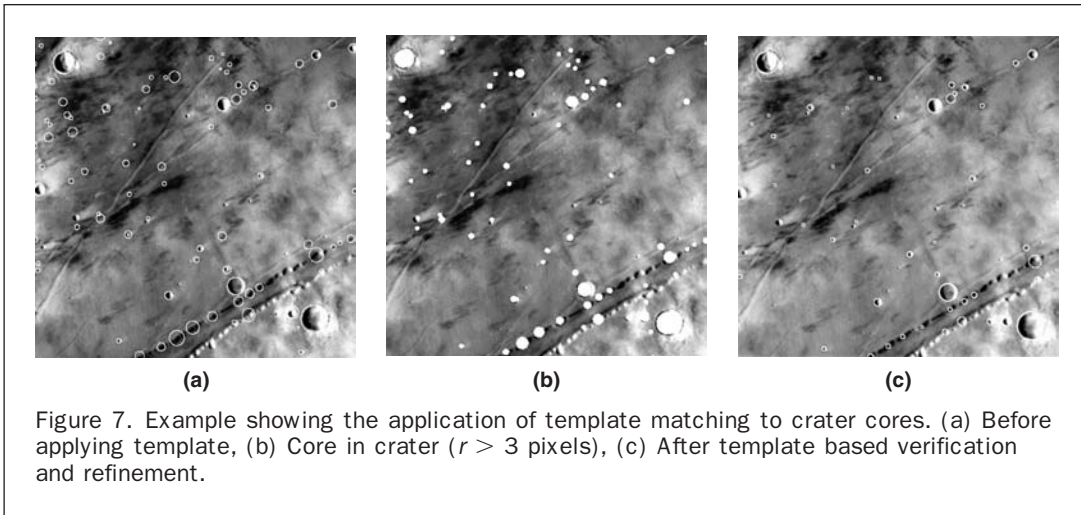 (a)
(b)
(c)
Figure 7. Example showing the application of template matching to crater cores. (a) Before
applying template, (b) Core in crater (r > 3 pixels), (c) After template based verification
and refinement.